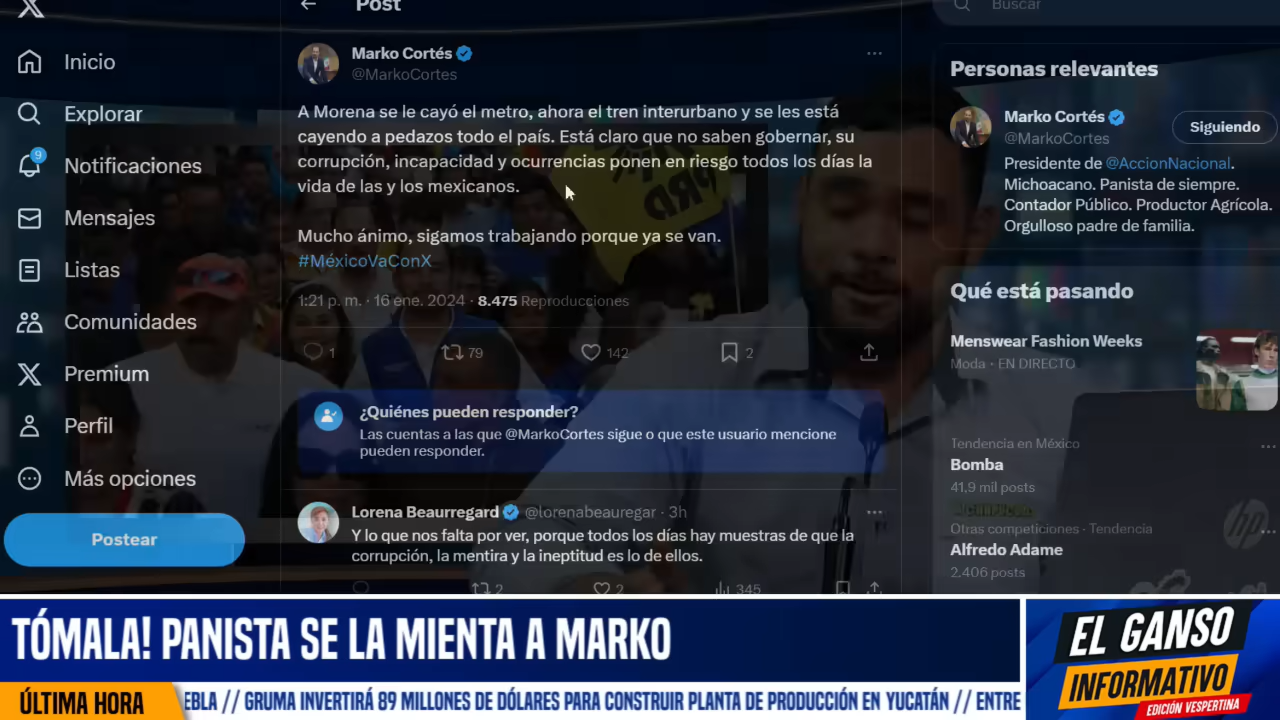 Post
Buscar
Inicio
Explorar
9
Notificaciones
Mensajes
Listas
Comunidades
Premium
Perfil
Más opciones
Postear
Marko Cortés
@MarkoCortes
A Morena se le cayó el metro, ahora el tren interurbano y se les está
cayendo a pedazos todo el país. Está claro que no saben gobernar, su
corrupción, incapacidad y ocurrencias ponen en riesgo todos los días la
vida de las y los mexicanos.
Mucho ánimo, sigamos trabajando porque ya se van.
#MéxicoVaConX
1:21 p. m. · 16 ene. 2024 · 8.475 Reproducciones
1 79 142 2
¿Quiénes pueden responder?
Las cuentas a las que @MarkoCortes sigue o que este usuario mencione
pueden responder.
Lorena Beaurregard @lorenabeauregar · 3h
Y lo que nos falta por ver, porque todos los días hay muestras de que la
corrupción, la mentira y la ineptitud es lo de ellos.
2 2 345
Personas relevantes
Marko Cortés
@MarkoCortes
Siguiendo
Presidente de @AccionNacional.
Michoacano. Panista de siempre.
Contador Público. Productor Agrícola.
Orgulloso padre de familia.
Qué está pasando
Menswear Fashion Weeks
Moda · EN DIRECTO
Tendencia en México
Bomba
41,9 mil posts
Otras competiciones · Tendencia
Alfredo Adame
2.406 posts
PRD
hp
TÓMALA! PANISTA SE LA MIENTA A MARKO
EL GANSO
INFORMATIVO
EDICIÓN VESPERTINA
ÚLTIMA HORA
EBLA // GRUMA INVERTIRÁ 89 MILLONES DE DÓLARES PARA CONSTRUIR PLANTA DE PRODUCCIÓN EN YUCATÁN // ENTRE